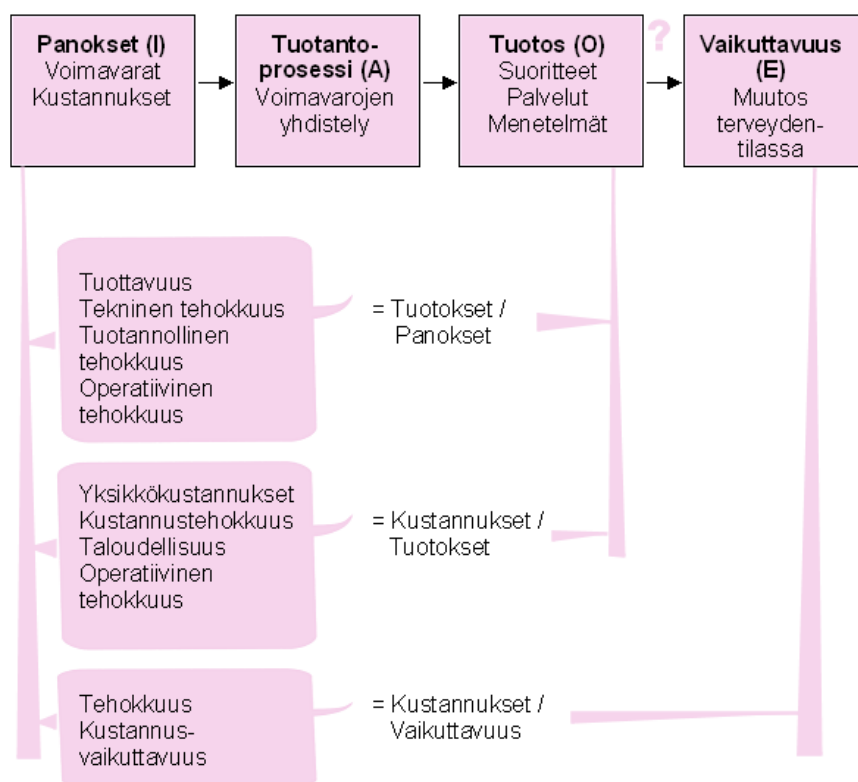 Panokset (I)
Voimavarat
Kustannukset
Tuotanto-
prosessi (A)
Voimavarojen
yhdistely
Tuotos (O)
Suoritteet
Palvelut
Menetelmät
?
Vaikuttavuus
(E)
Muutos
terveyden-
tilassa
Tuottavuus
Tekninen tehokkuus
Tuotannollinen
tehokkuus
Operatiivinen
tehokkuus
= Tuotokset /
Panokset
Yksikkökustannukset
Kustannustehokkuus
Taloudellisuus
Operatiivinen
tehokkuus
= Kustannukset /
Tuotokset
Tehokkuus
Kustannus-
vaikuttavuus
= Kustannukset /
Vaikuttavuus